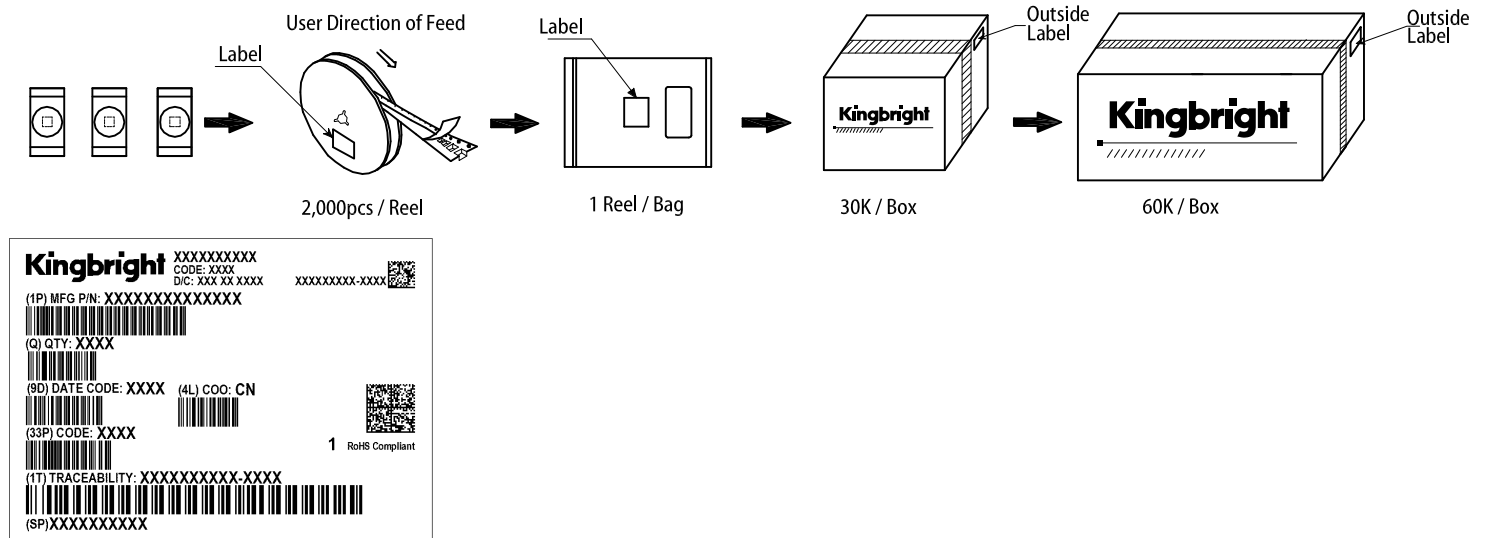 User Direction of Feed
Label
2,000pcs / Reel
Label
1 Reel / Bag
Outside
Label
Kingbright
30K / Box
Outside
Label
Kingbright
60K / Box
Kingbright
XXXXXXXXXX
CODE: XXXX
D/C: XXX XX XXXX
XXXXXXXXX-XXXX
(1P) MFG P/N: XXXXXXXXXXXXXX
(Q) QTY: XXXX
(9D) DATE CODE: XXXX (4L) COO: CN
(33P) CODE: XXXX
1 RoHS Compliant
(1T) TRACEABILITY: XXXXXXXXXX-XXXX
(SP)XXXXXXXXXX